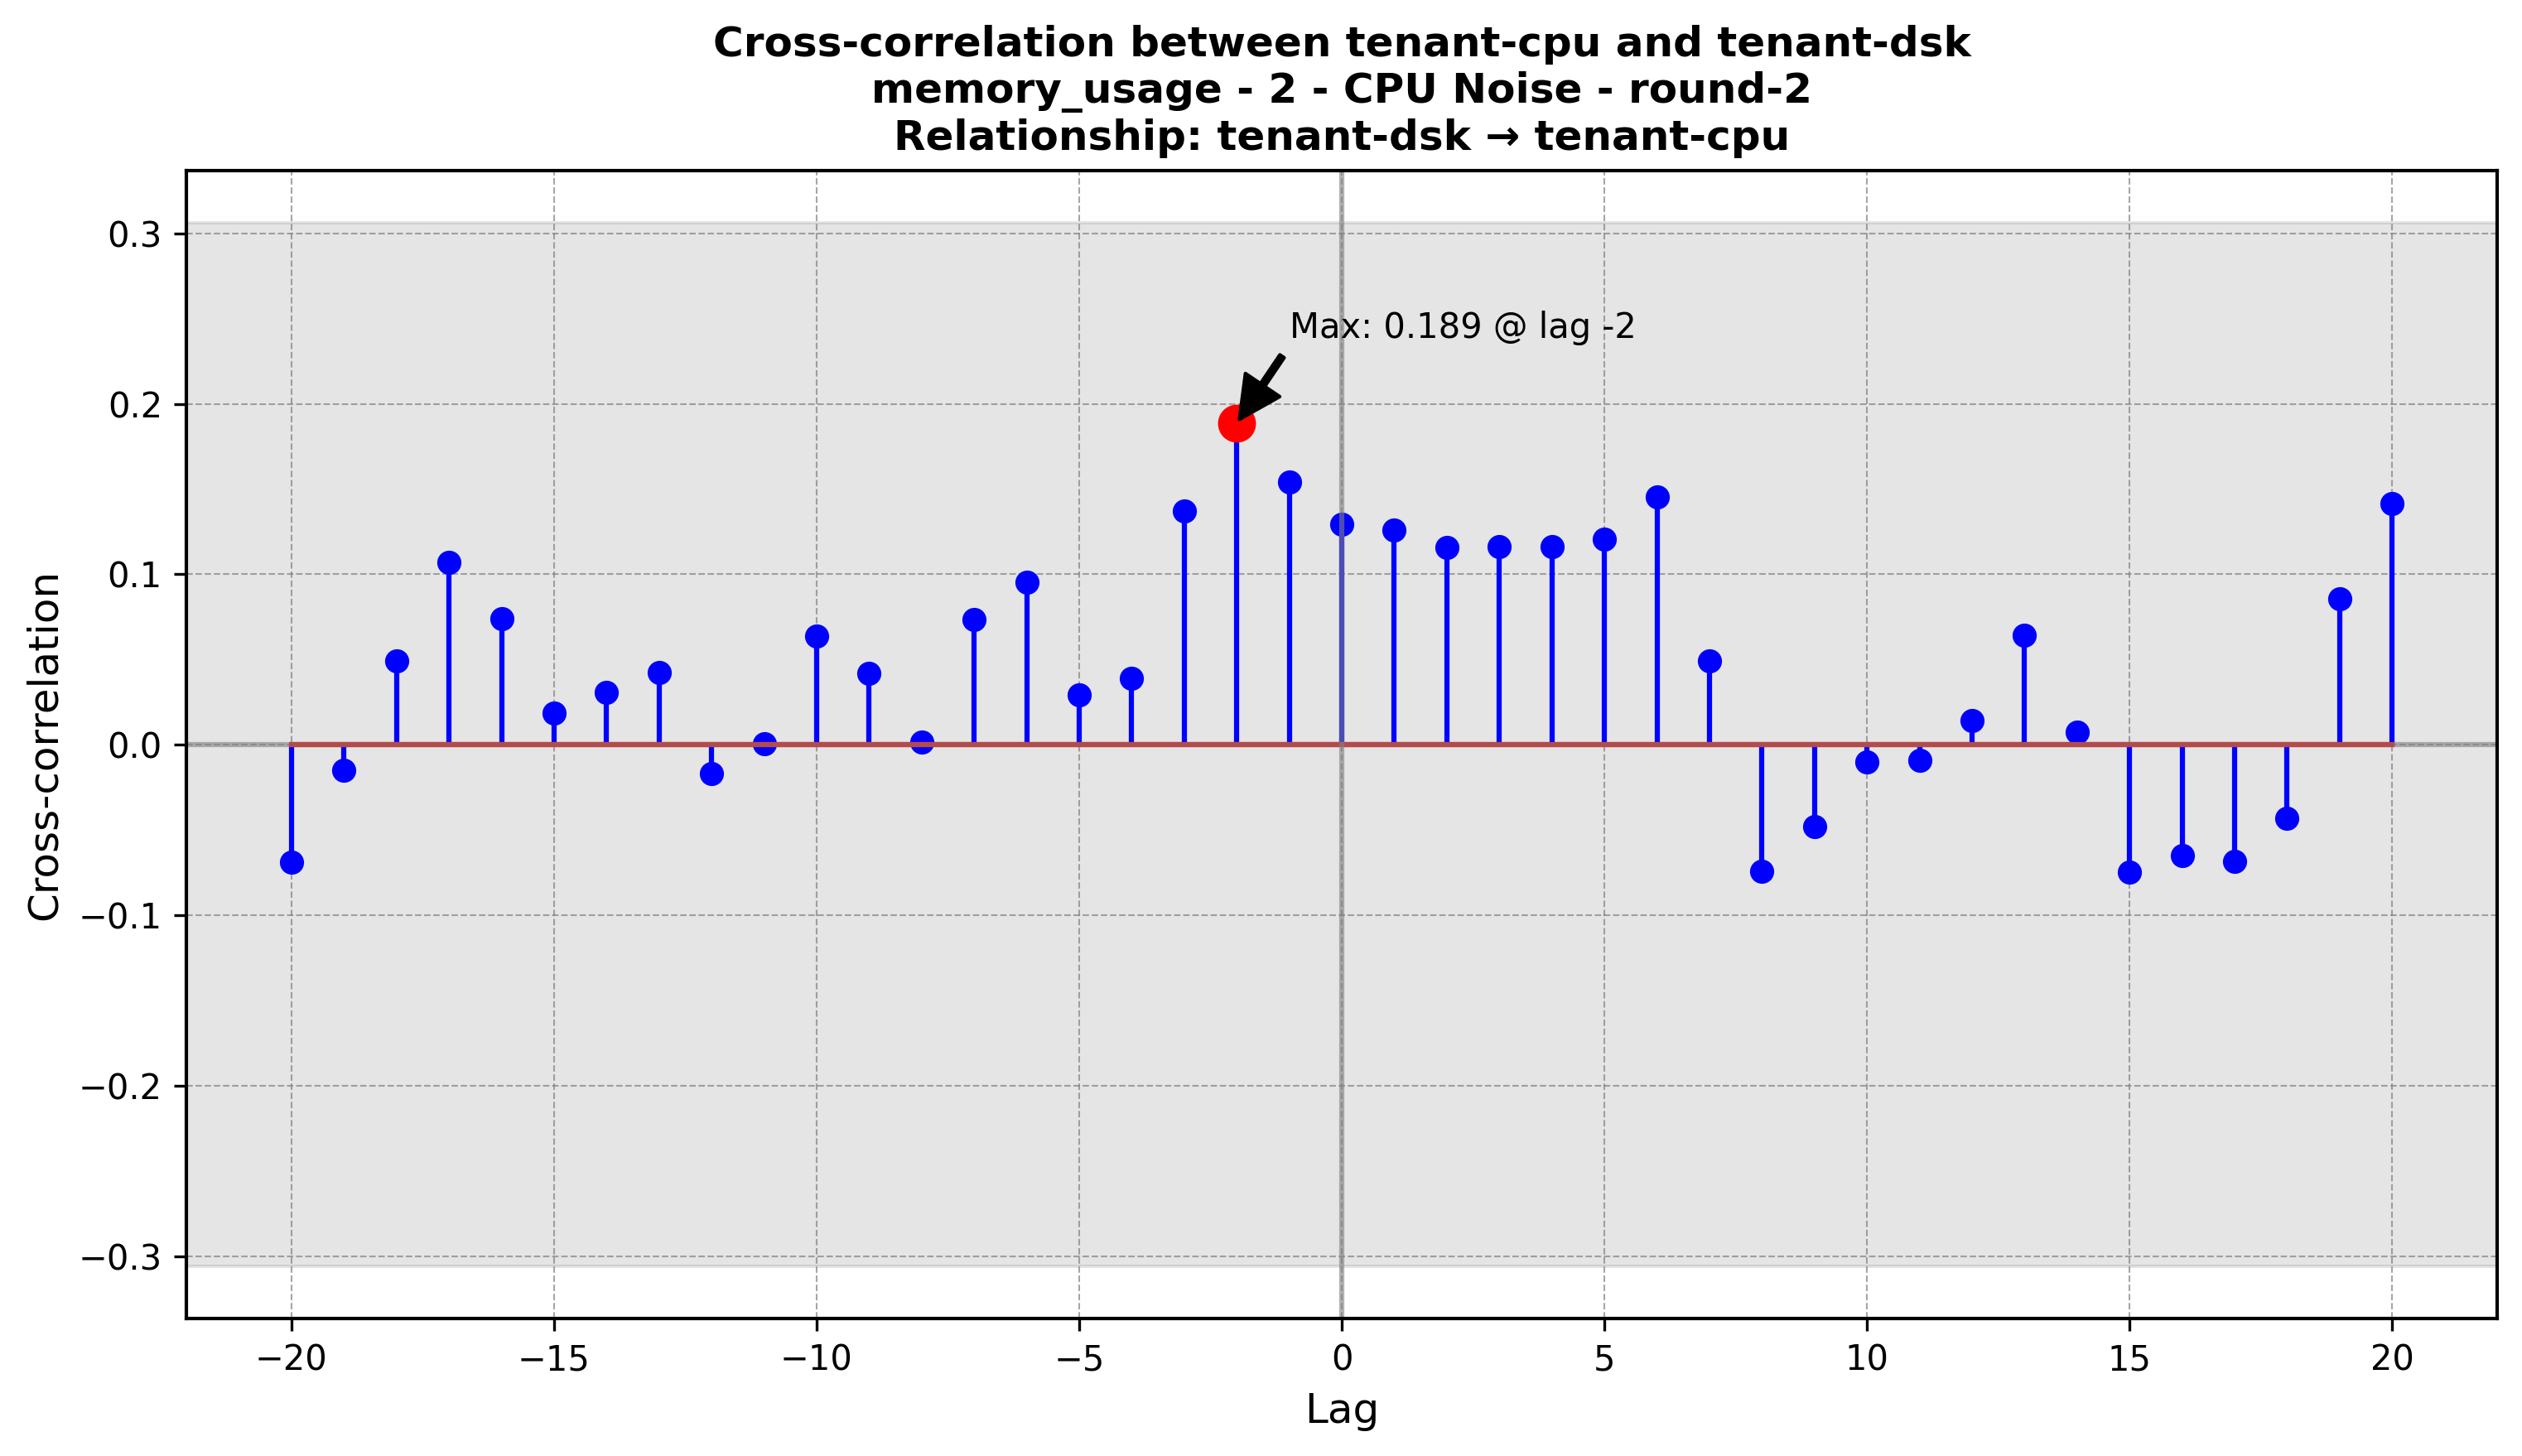 Cross-correlation between tenant-cpu and tenant-dsk
memory_usage - 2 - CPU Noise - round-2
Relationship: tenant-dsk → tenant-cpu
0.3
Max: 0.189 @ lag -2
0.2
0.1
0.0
−0.1
−0.2
−0.3
Cross-correlation
−20 −15 −10 −5 0 5 10 15 20
Lag